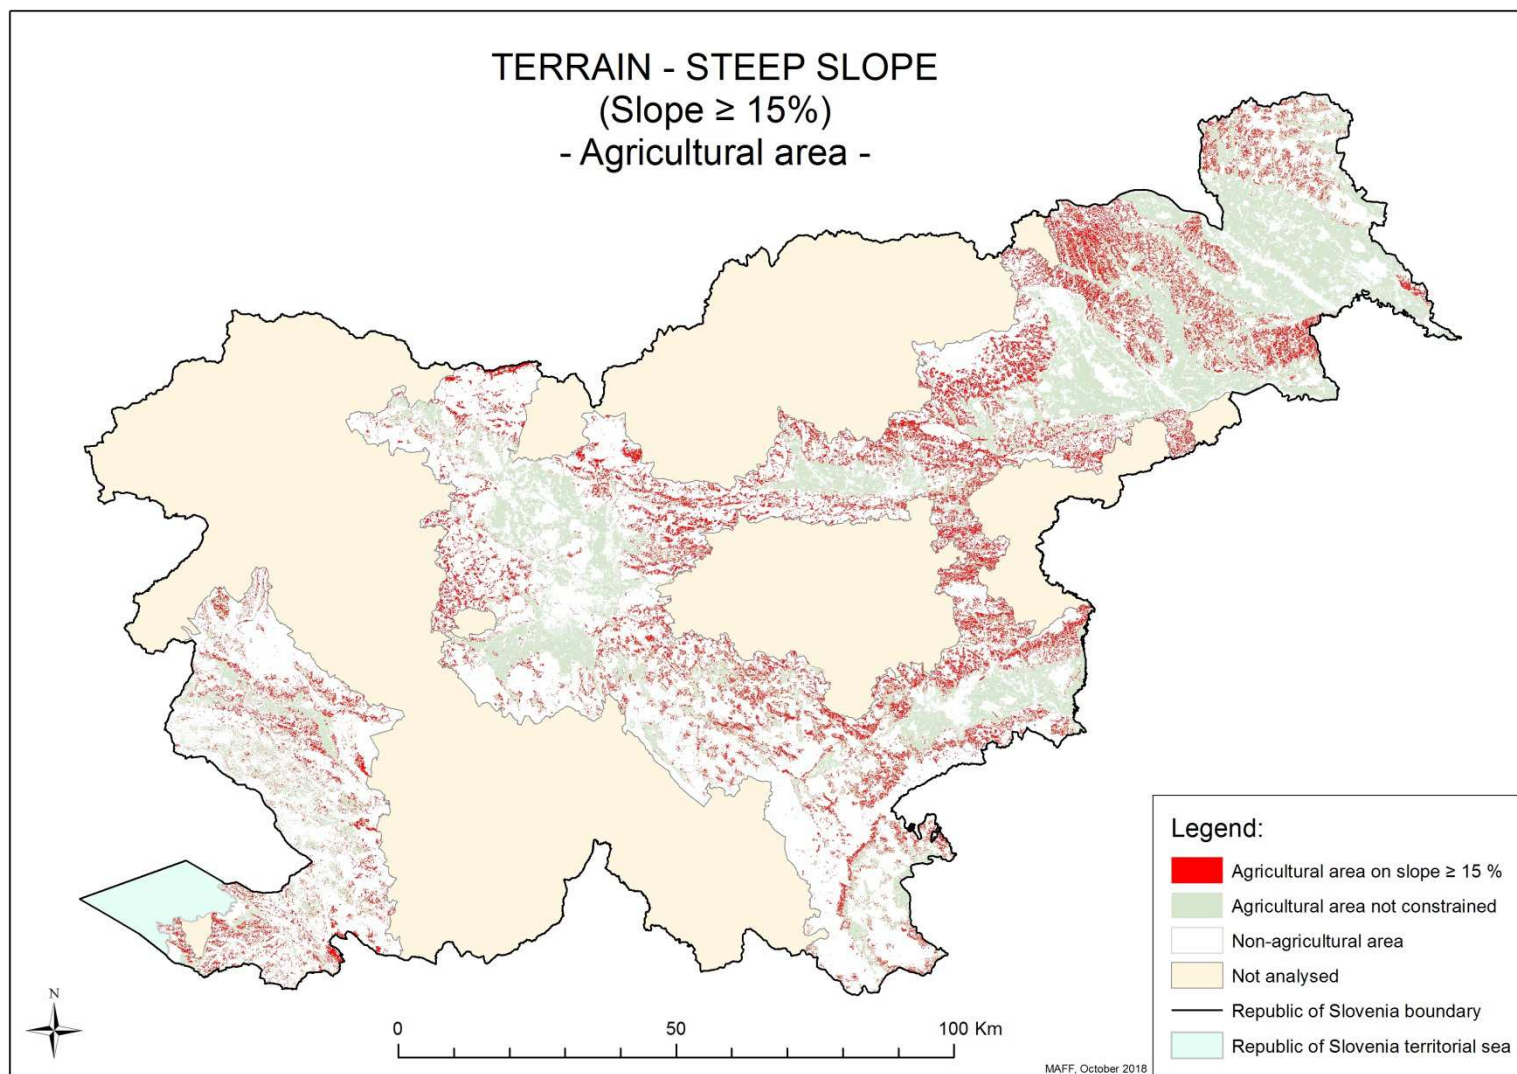 TERRAIN - STEEP SLOPE
(Slope ≥ 15%)
- Agricultural area -
Legend:
Agricultural area on slope ≥ 15 %
Agricultural area not constrained
Non-agricultural area
Not analysed
Republic of Slovenia boundary
Republic of Slovenia territorial sea
N
0 50 100 Km
MAFF, October 2018